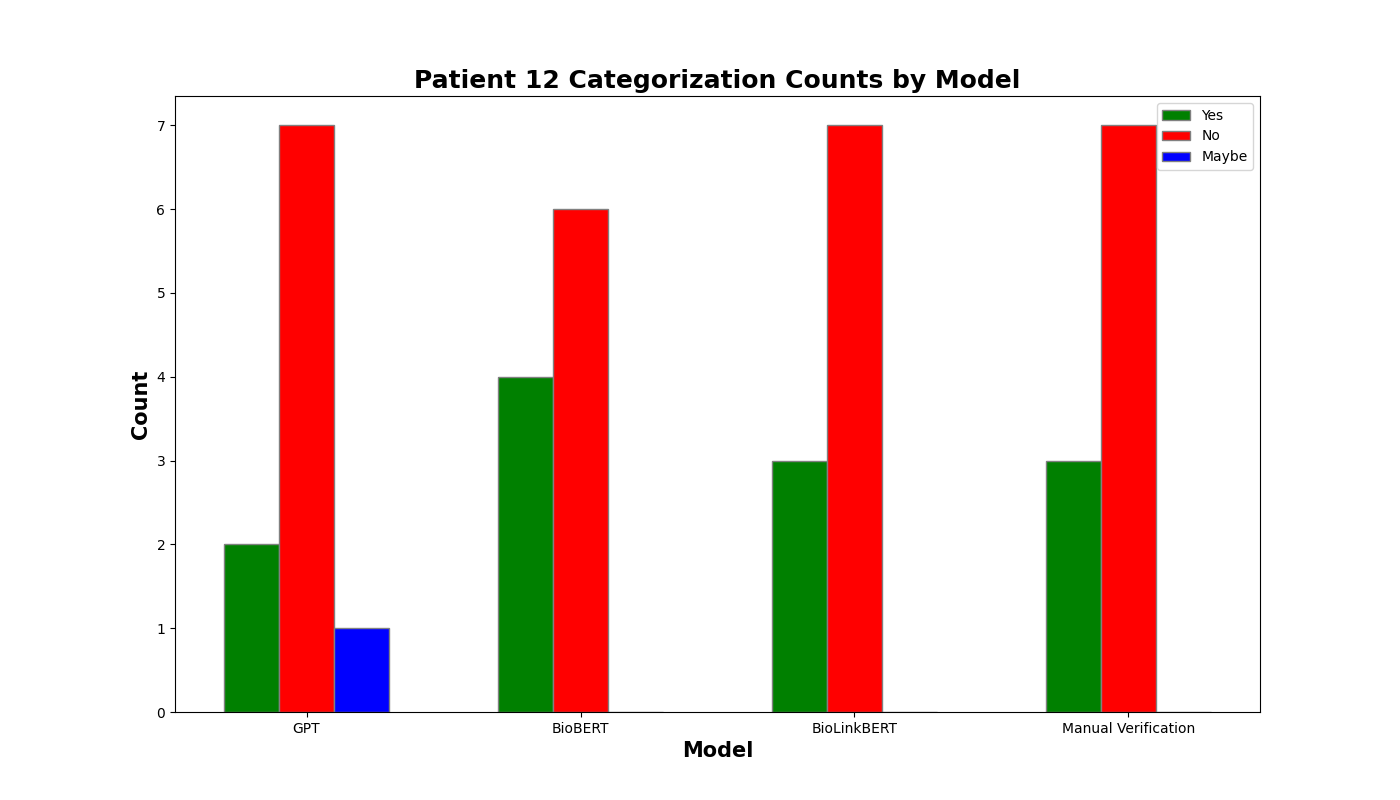 Patient 12 Categorization Counts by Model
Yes
No
Maybe
7
6
5
4
3
2
1
0
Count
GPT
BioBERT
BioLinkBERT
Manual Verification
Model